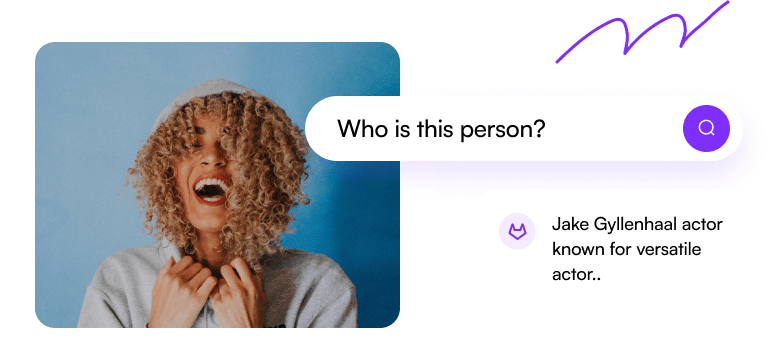 Who is this person?
Jake Gyllenhaal actor
known for versatile
actor..